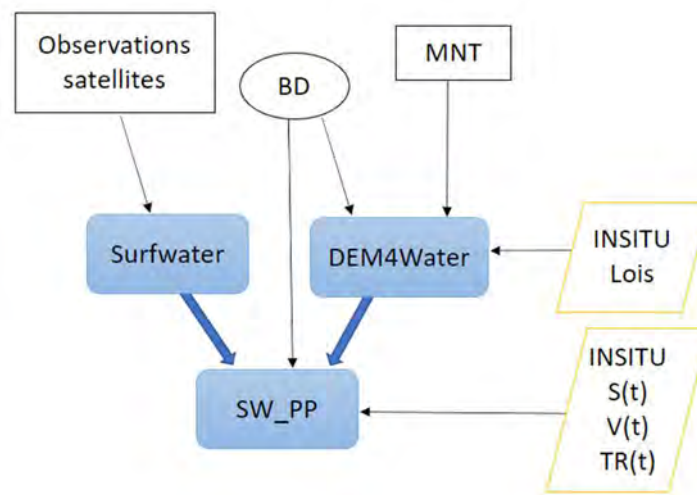 Observations
satellites
BD
MNT
Surfwater
DEM4Water
INSITU
Lois
SW_PP
INSITU
S(t)
V(t)
TR(t)